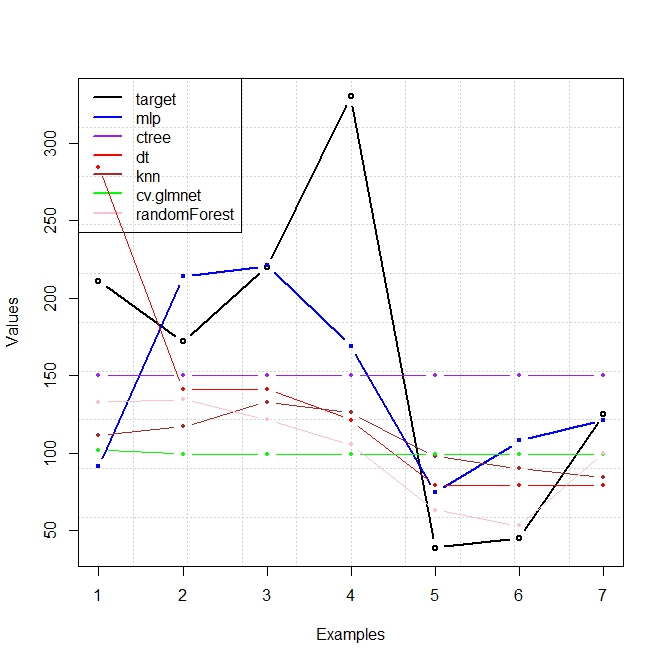 target
mlp
ctree
dt
knn
cv.glmnet
randomForest
300
250
200
150
100
50
Values
1 2 3 4 5 6 7
Examples